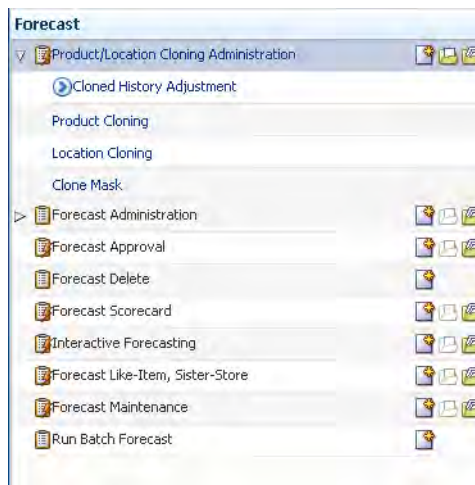 Forecast
Product/Location Cloning Administration
Cloned History Adjustment
Product Cloning
Location Cloning
Clone Mask
Forecast Administration
Forecast Approval
Forecast Delete
Forecast Scorecard
Interactive Forecasting
Forecast Like-Item, Sister-Store
Forecast Maintenance
Run Batch Forecast